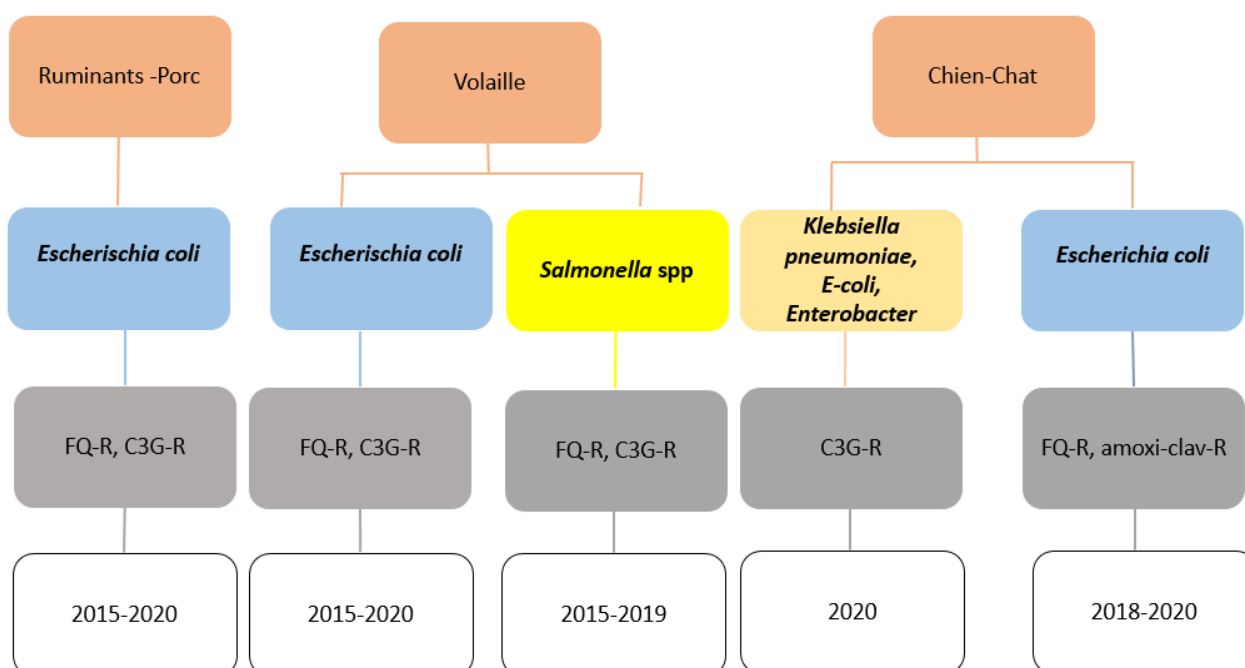 Ruminants -Porc
Volaille
Chien-Chat
Escherischia coli
Escherischia coli
Salmonella spp
Klebsiella
pneumoniae,
E-coli,
Enterobacter
Escherichia coli
FQ-R, C3G-R
FQ-R, C3G-R
FQ-R, C3G-R
C3G-R
FQ-R, amoxi-clav-R
2015-2020
2015-2020
2015-2019
2020
2018-2020